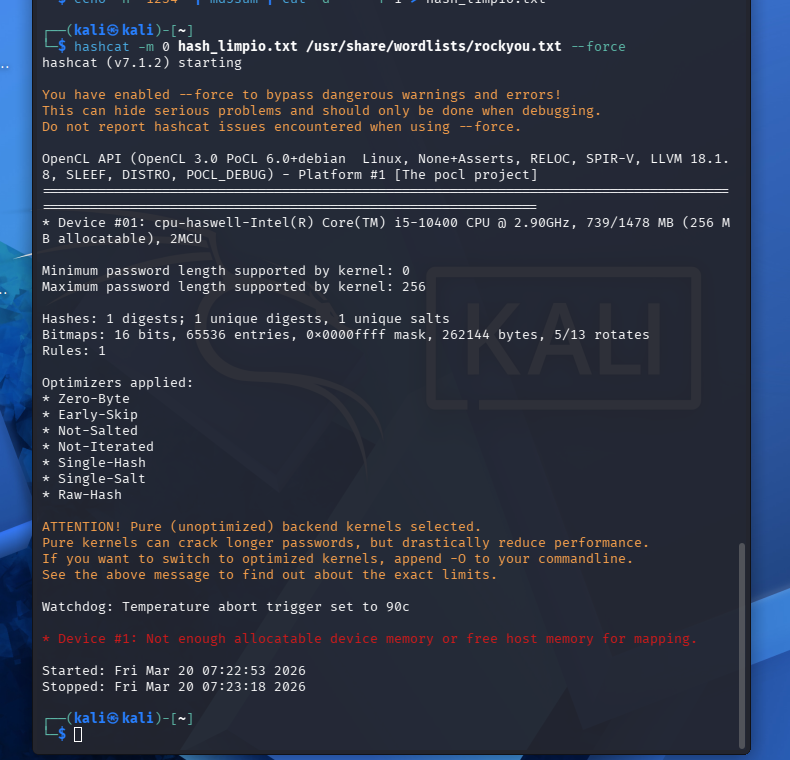 ┌──(kali㉿kali)-[~]
└─$ hashcat -m 0 hash_limpio.txt /usr/share/wordlists/rockyou.txt --force
hashcat (v7.1.2) starting

You have enabled --force to bypass dangerous warnings and errors!
This can hide serious problems and should only be done when debugging.
Do not report hashcat issues encountered when using --force.

OpenCL API (OpenCL 3.0 PoCL 6.0+debian  Linux, None+Asserts, RELOC, SPIR-V, LLVM 18.1.
8, SLEEF, DISTRO, POCL_DEBUG) - Platform #1 [The pocl project]
======================================================================================
==============================================================
* Device #01: cpu-haswell-Intel(R) Core(TM) i5-10400 CPU @ 2.90GHz, 739/1478 MB (256 M
B allocatable), 2MCU

Minimum password length supported by kernel: 0
Maximum password length supported by kernel: 256

Hashes: 1 digests; 1 unique digests, 1 unique salts
Bitmaps: 16 bits, 65536 entries, 0x0000ffff mask, 262144 bytes, 5/13 rotates
Rules: 1

Optimizers applied:
* Zero-Byte
* Early-Skip
* Not-Salted
* Not-Iterated
* Single-Hash
* Single-Salt
* Raw-Hash

ATTENTION! Pure (unoptimized) backend kernels selected.
Pure kernels can crack longer passwords, but drastically reduce performance.
If you want to switch to optimized kernels, append -O to your commandline.
See the above message to find out about the exact limits.

Watchdog: Temperature abort trigger set to 90c

* Device #1: Not enough allocatable device memory or free host memory for mapping.

Started: Fri Mar 20 07:22:53 2026
Stopped: Fri Mar 20 07:23:18 2026

┌──(kali㉿kali)-[~]
└─$
KALI